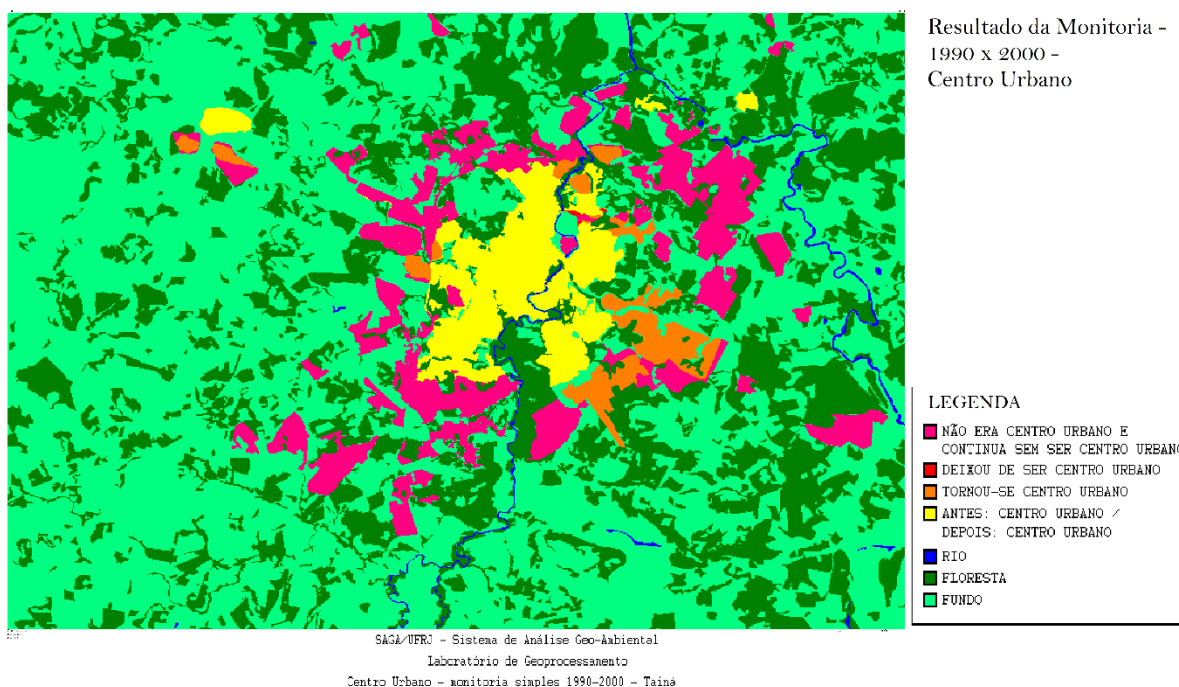 Resultado da Monitoria -
1990 x 2000 -
Centro Urbano
LEGENDA
NÃO ERA CENTRO URBANO E
CONTINUA SEM SER CENTRO URBANO
DEIXOU DE SER CENTRO URBANO
TORNOU-SE CENTRO URBANO
ANTES: CENTRO URBANO /
DEPOIS: CENTRO URBANO
RIO
FLORESTA
FUNDO
SAGA/UFRJ - Sistema de Análise Geo-Ambiental
Laboratório de Geoprocessamento
Centro Urbano - monitoria simples 1990-2000 - Tainá